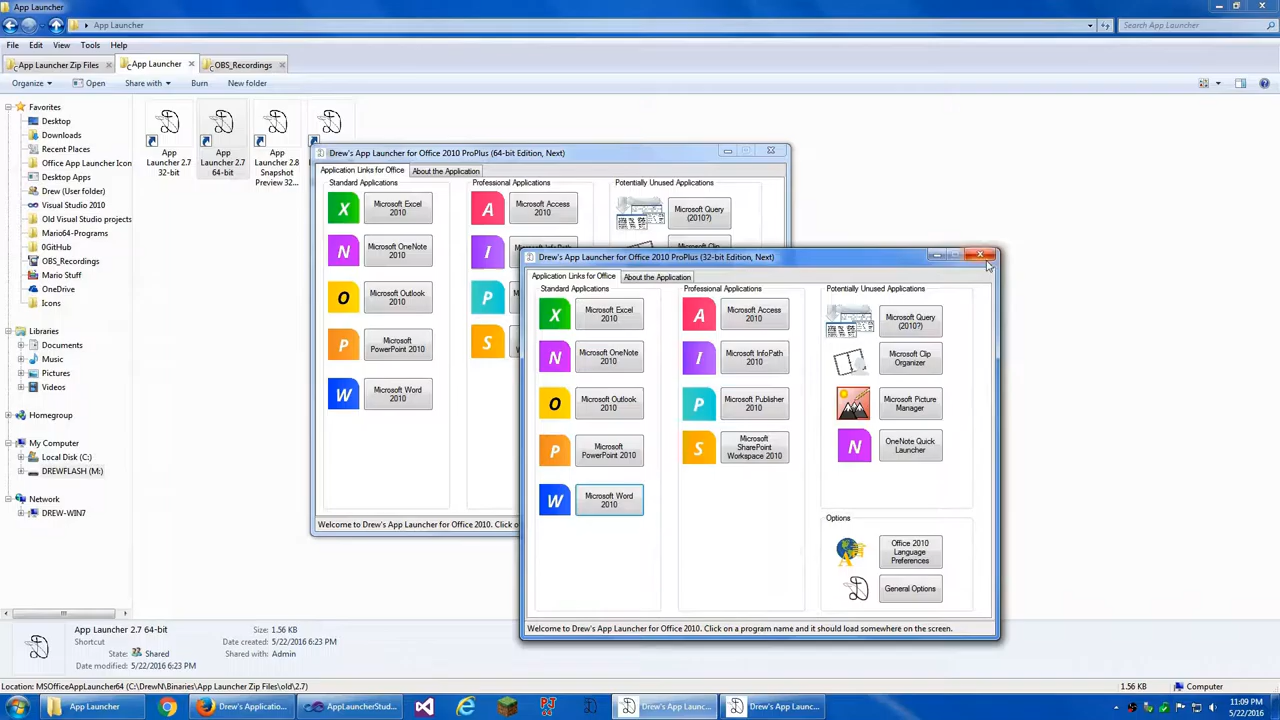 App Launcher
App Launcher
Search App Launcher
File Edit View Tools Help
App Launcher Zip Files
App Launcher
OBS_Recordings
Organize
Open
Share with
Burn
New folder
Favorites
Desktop
Downloads
Recent Places
Office App Launcher Icon
Desktop Apps
Drew (User folder)
Visual Studio 2010
Old Visual Studio projects
Mario64-Programs
0GitHub
OBS_Recordings
Mario Stuff
OneDrive
Icons
Libraries
Documents
Music
Pictures
Videos
Homegroup
My Computer
Local Disk (C:)
DREWFLASH (M:)
Network
DREW-WIN7
App
Launcher 2.7
32-bit
App
Launcher 2.7
64-bit
App
Launcher 2.8
Snapshot
Preview 32...
Drew's App Launcher for Office 2010 ProPlus (64-bit Edition, Next)
Application Links for Office
About the Application
Standard Applications
X
Microsoft Excel
2010
N
Microsoft OneNote
2010
O
Microsoft Outlook
2010
P
Microsoft
PowerPoint 2010
W
Microsoft Word
2010
Professional Applications
A
Microsoft Access
2010
I
P
S
Potentially Unused Applications
Microsoft Query
(2010?)
Welcome to Drew's App Launcher for Office 2010. Click
Drew's App Launcher for Office 2010 ProPlus (32-bit Edition, Next)
Application Links for Office
About the Application
Standard Applications
X
Microsoft Excel
2010
N
Microsoft OneNote
2010
O
Microsoft Outlook
2010
P
Microsoft
PowerPoint 2010
W
Microsoft Word
2010
Professional Applications
A
Microsoft Access
2010
I
Microsoft InfoPath
2010
P
Microsoft Publisher
2010
S
Microsoft
SharePoint
Workspace 2010
Potentially Unused Applications
Microsoft Query
(2010?)
Microsoft Clip
Organizer
Microsoft Picture
Manager
N
OneNote Quick
Launcher
Options
Office 2010
Language
Preferences
General Options
Welcome to Drew's App Launcher for Office 2010. Click on a program name and it should load somewhere on the screen.
App Launcher 2.7 64-bit
Shortcut
State: Shared
Date modified: 5/22/2016 6:23 PM
Size: 1.56 KB
Date created: 5/22/2016 6:23 PM
Shared with: Admin
Location: MSOfficeAppLauncher64 (C:\DrewN\Binaries\App Launcher Zip Files\old\2.7)
1.56 KB
Computer
App Launcher
Drew's Applicatio...
AppLauncherStud...
Drew's App Launc...
Drew's App Launc...
11:09 PM
5/22/2016